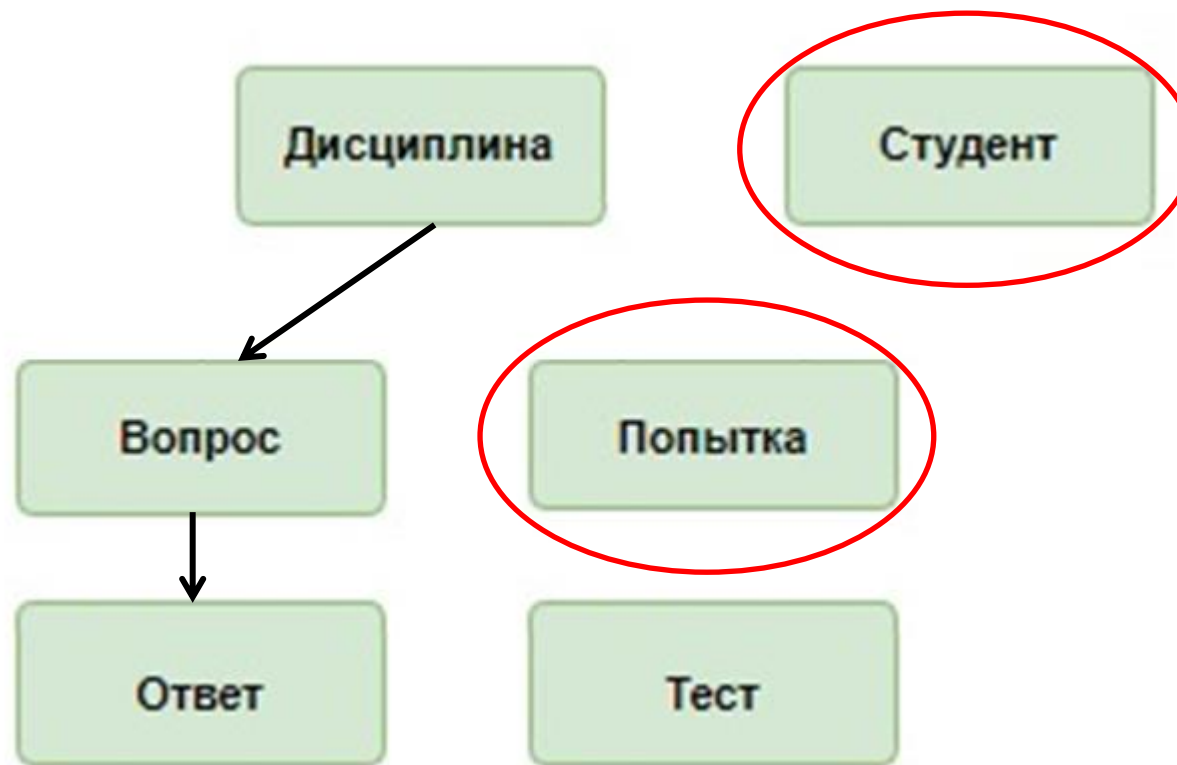 Дисциплина
Студент
Вопрос
Попытка
Ответ
Тест